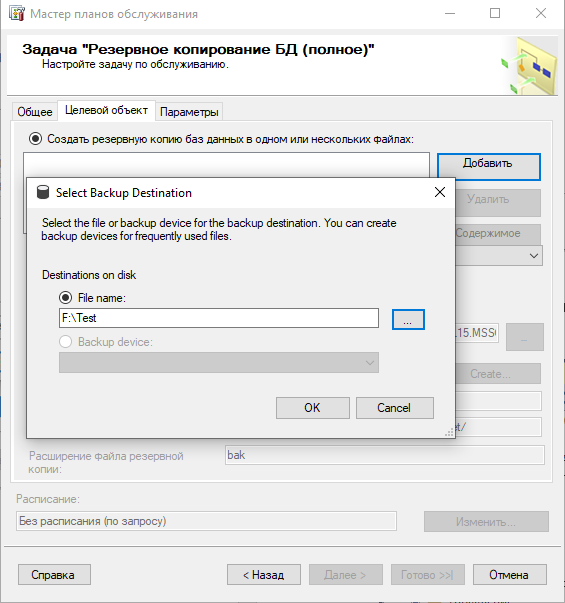 Мастер планов обслуживания
Задача "Резервное копирование БД (полное)"
Настройте задачу по обслуживанию.
Общее Целевой объект Параметры
Создать резервную копию баз данных в одном или нескольких файлах:
Добавить
Удалить
Содержимое
Select Backup Destination
Select the file or backup device for the backup destination. You can create
backup devices for frequently used files.
Destinations on disk
File name:
F:\Test
...
Backup device:
OK Cancel
.15.MSS
...
Create...
et/
Расширение файла резервной
копии:
bak
Расписание:
Без расписания (по запросу)
Изменить...
Справка < Назад Далее > Готово >>| Отмена